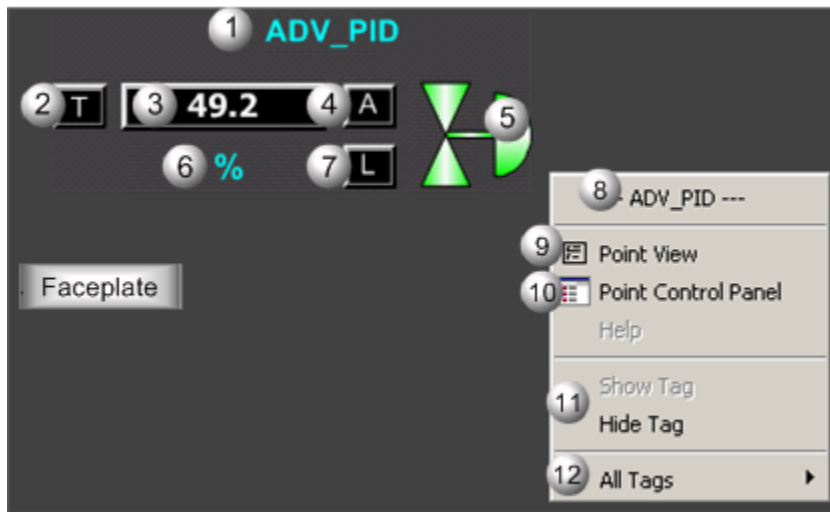 1 ADV_PID
2 T 3 49.2 4 A 5
6 % 7 L
8 - ADV_PID ---
9 Point View
Faceplate
10 Point Control Panel
Help
11 Show Tag
Hide Tag
12 All Tags